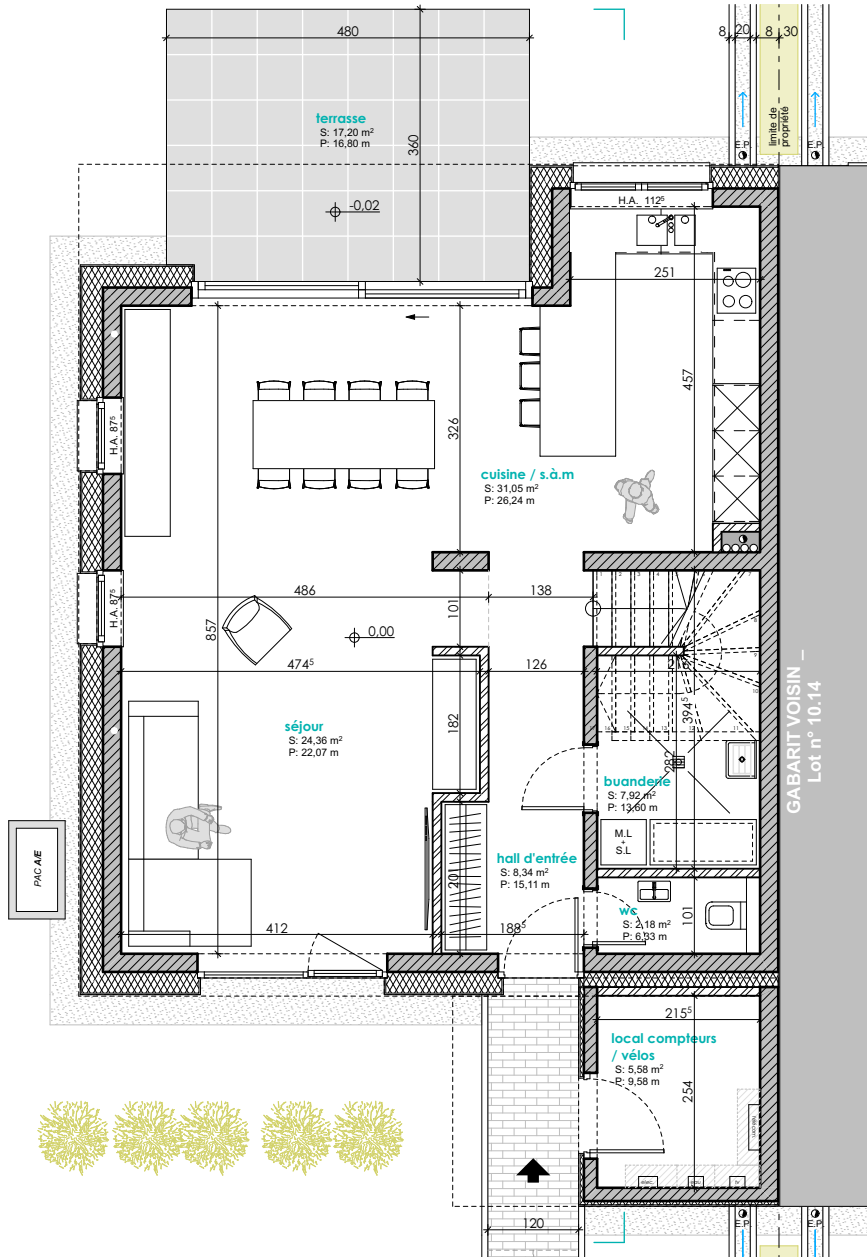 480
8 20 8 30
terrasse
S: 17,20 m²
P: 16,80 m
360
limite de
propriété
E.P.
E.P.
-0,02
H.A. 112⁵
251
457
326
H.A. 87⁵
cuisine / s.à.m
S: 31,05 m²
P: 26,24 m
H.A. 87⁵
486
138
101
857
0,00
474⁵
126
394⁵
182
282
séjour
S: 24,36 m²
P: 22,07 m
buanderie
S: 7,92 m²
P: 13,60 m
M.L
+
S.L
GABARIT VOISIN _
Lot n° 10.14
PAC A/E
hall d'entrée
S: 8,34 m²
P: 15,11 m
201
wc
S: 2,18 m²
P: 6,33 m
101
412
188⁵
215⁵
local compteurs
/ vélos
S: 5,58 m²
P: 9,58 m
254
télécom.
élec.
eau
tv
120
E.P.
E.P.